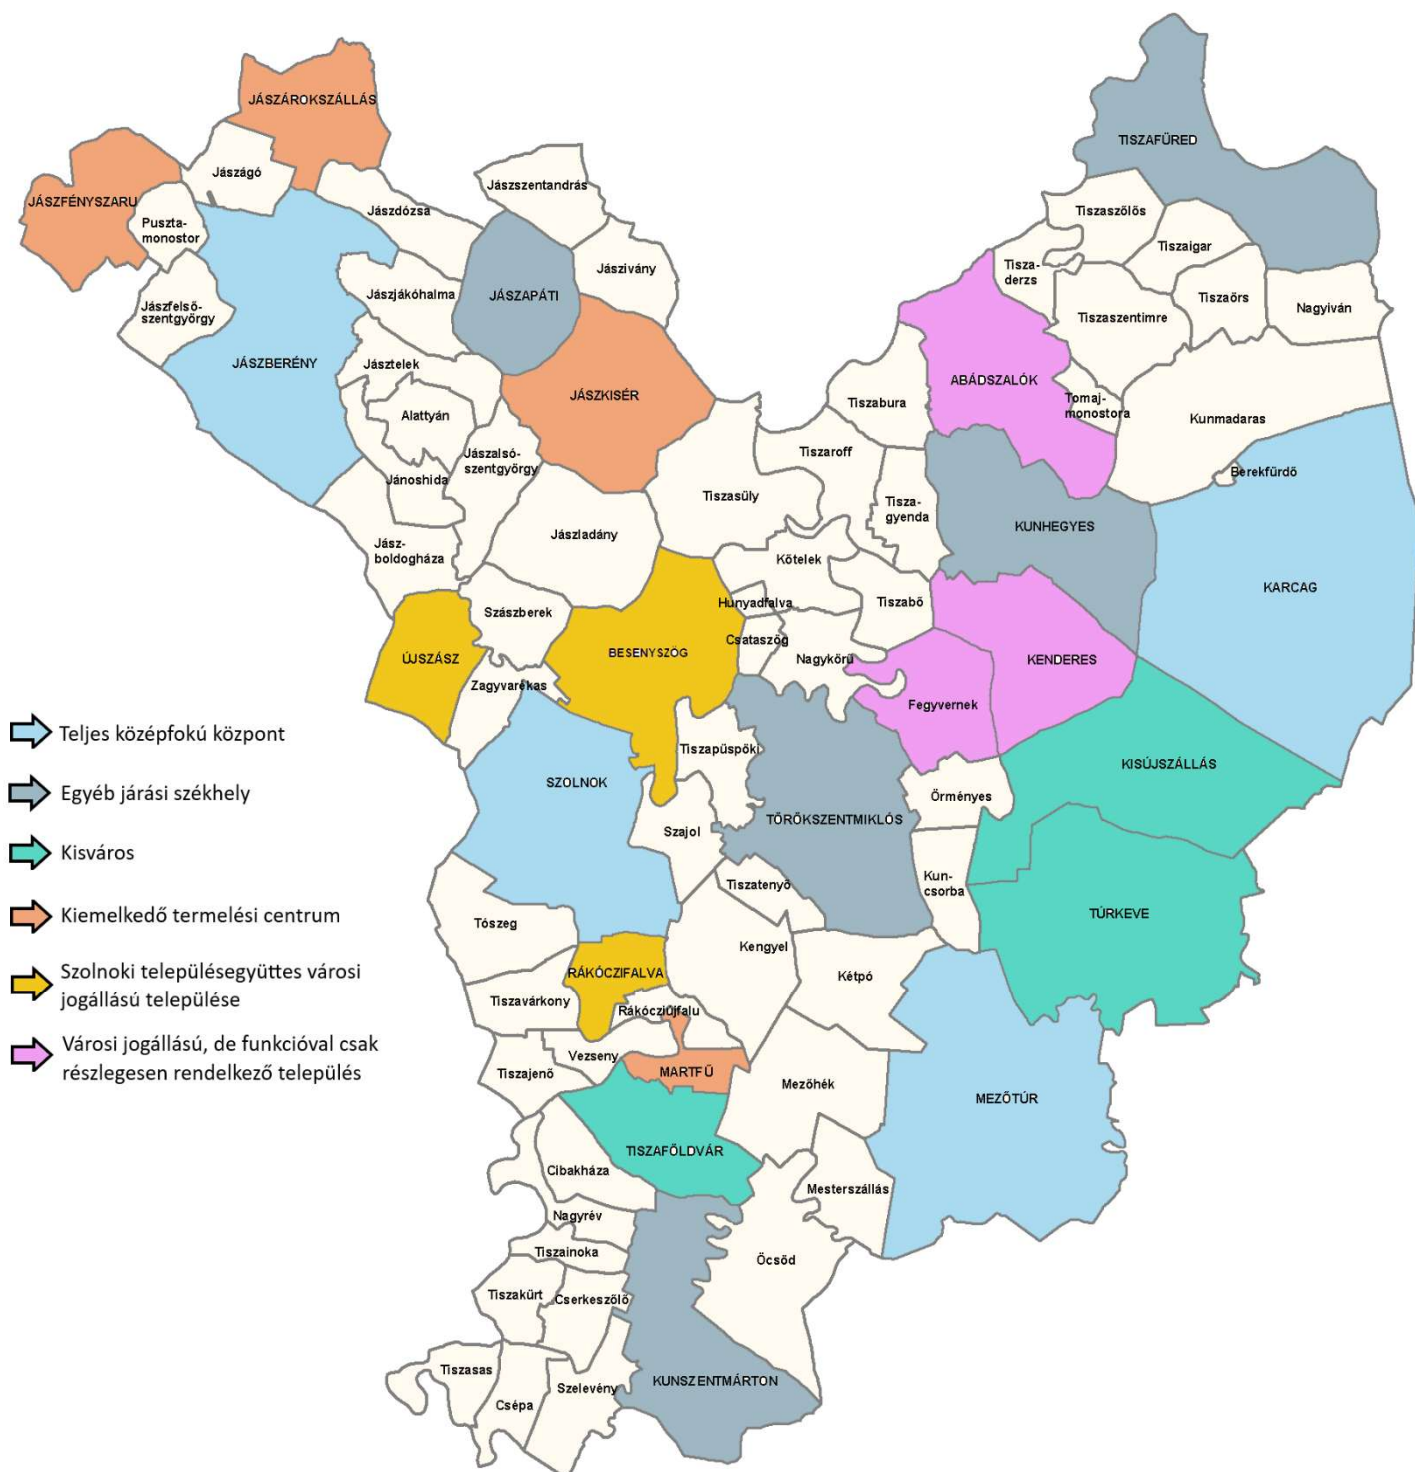 JÁSZÁROKSZÁLLÁS
TISZAFÜRED
Jászágó
Jászszentandrás
JÁSZFÉNYSZARU
Jászdózsa
Tiszaszőlős
Puszta-
monostor
Tiszaigar
Tisza-
derzs
Jászivány
Jászjákóhalma
JÁSZAPÁTI
Tiszaörs
Jászfelső-
szentgyörgy
Tiszaszentimre
Nagyiván
JÁSZBERÉNY
Jásztelek
ABÁDSZALÓK
JÁSZKISÉR
Tiszabura
Tomaj-
monostora
Alattyán
Kunmadaras
Jászalsó-
szentgyörgy
Tiszaroff
Berekfürdő
Jánoshida
Tiszasüly
Tisza-
gyenda
KUNHEGYES
Jászladány
Jász-
boldogháza
Kőtelek
KARCAG
Hunyadfalva
Tiszabő
Szászberek
Csataszög
ÚJSZÁSZ
BESENYSZÖG
Nagykörű
KENDERES
Zagyvarékas
Fegyvernek
Teljes középfokú központ
Tiszapüspöki
KISÚJSZÁLLÁS
SZOLNOK
Egyéb járási székhely
Örményes
TÖRÖKSZENTMIKLÓS
Szajol
Kisváros
Tiszatenyő
Kun-
csorba
TÚRKEVE
Kiemelkedő termelési centrum
Tószeg
Kengyel
Kétpó
Szolnoki településegyüttes városi
jogállású települése
RÁKÓCZIFALVA
Tiszavárkony
Rákócziújfalu
Városi jogállású, de funkcióval csak
részlegesen rendelkező település
Vezseny
Tiszajenő
MARTFŰ
Mezőhék
MEZŐTÚR
TISZAFÖLDVÁR
Cibakháza
Mesterszállás
Nagyrév
Tiszainoka
Öcsöd
Tiszakürt
Cserkeszőlő
Tiszasas
KUNSZENTMÁRTON
Szelevény
Csépa